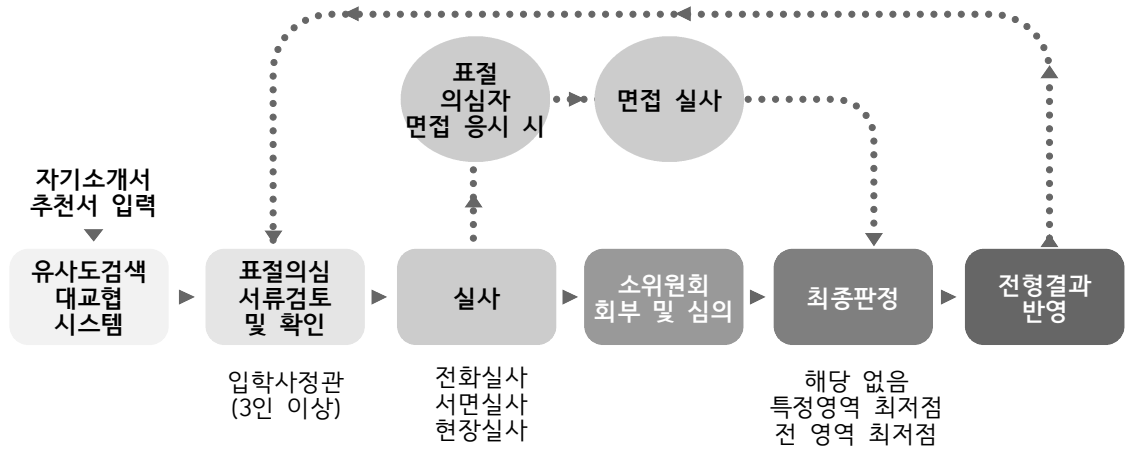 표절
의심자
면접 응시 시
면접 실사
자기소개서
추천서 입력
유사도검색
대교협
시스템
표절의심
서류검토
및 확인
실사
소위원회
회부 및 심의
최종판정
전형결과
반영
입학사정관
(3인 이상)
전화실사
서면실사
현장실사
해당 없음
특정영역 최저점
전 영역 최저점